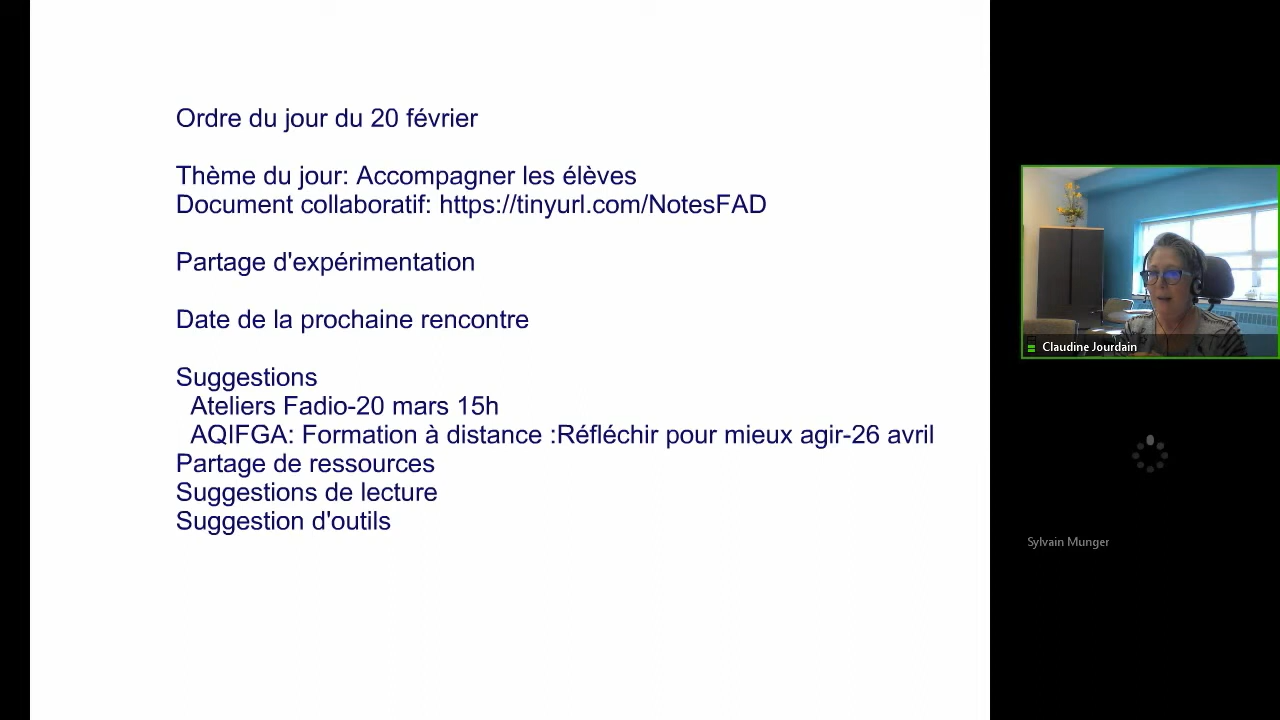 Ordre du jour du 20 février
Thème du jour: Accompagner les élèves
Document collaboratif: https://tinyurl.com/NotesFAD
Partage d'expérimentation
Date de la prochaine rencontre
Suggestions
Ateliers Fadio-20 mars 15h
AQIFGA: Formation à distance :Réfléchir pour mieux agir-26 avril
Partage de ressources
Suggestions de lecture
Suggestion d'outils
Claudine Jourdain
Sylvain Munger